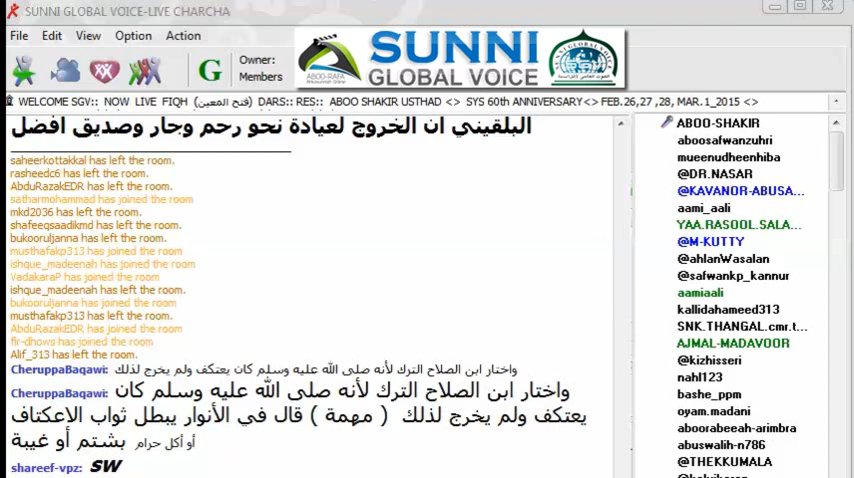 SUNNI GLOBAL VOICE-LIVE CHARCHA
File Edit View Option Action
G
Owner:
Members
ABOO-RAFA
SUNNI
GLOBAL VOICE
WELCOME SGV:: NOW LIVE FIQH (فتح المعين) DARS:: RES:: ABOO SHAKIR USTHAD <> SYS 60th ANNIVERSARY<> FEB.26,27 ,28, MAR.1_2015 <>
البلقيني ان الخروج لعيادة نحو رحم وجار وصديق افضل
saheerkottakkal has left the room.
rasheedc6 has left the room.
AbduRazakEDR has left the room.
satharmohammad has joined the room
mkd2036 has left the room.
shafeeqsaadikmd has left the room.
bukooruljanna has left the room.
musthafakp313 has joined the room
ishque_madeenah has joined the room
VadakaraP has joined the room
ishque_madeenah has left the room.
bukooruljanna has joined the room
musthafakp313 has left the room.
AbduRazakEDR has joined the room
fir-dhows has joined the room
Alif_313 has left the room.
CheruppaBaqawi: واختار ابن الصلاح الترك لأنه صلى الله عليه وسلم كان يعتكف ولم يخرج لذلك
CheruppaBaqawi: واختار ابن الصلاح الترك لأنه صلى الله عليه وسلم كان
يعتكف ولم يخرج لذلك ( مهمة ) قال في الأنوار يبطل ثواب الاعتكاف
بشتم أو غيبة أو أكل حرام
shareef-vpz: SW
ABOO-SHAKIR
aboosafwanzuhri
mueenudheenhiba
@DR.NASAR
@KAVANOR-ABUSA...
aami_aali
YAA.RASOOL.SALA...
@M-KUTTY
@ahlanWasalan
@safwankp_kannur
aamiaali
kallidahameed313
SNK.THANGAL.cmr.t...
AJMAL-MADAVOOR
@kizhisseri
nahl123
bashe_ppm
oyam.madani
aboorabeeah-arimbra
abuswalih-n786
@THEKKUMALA